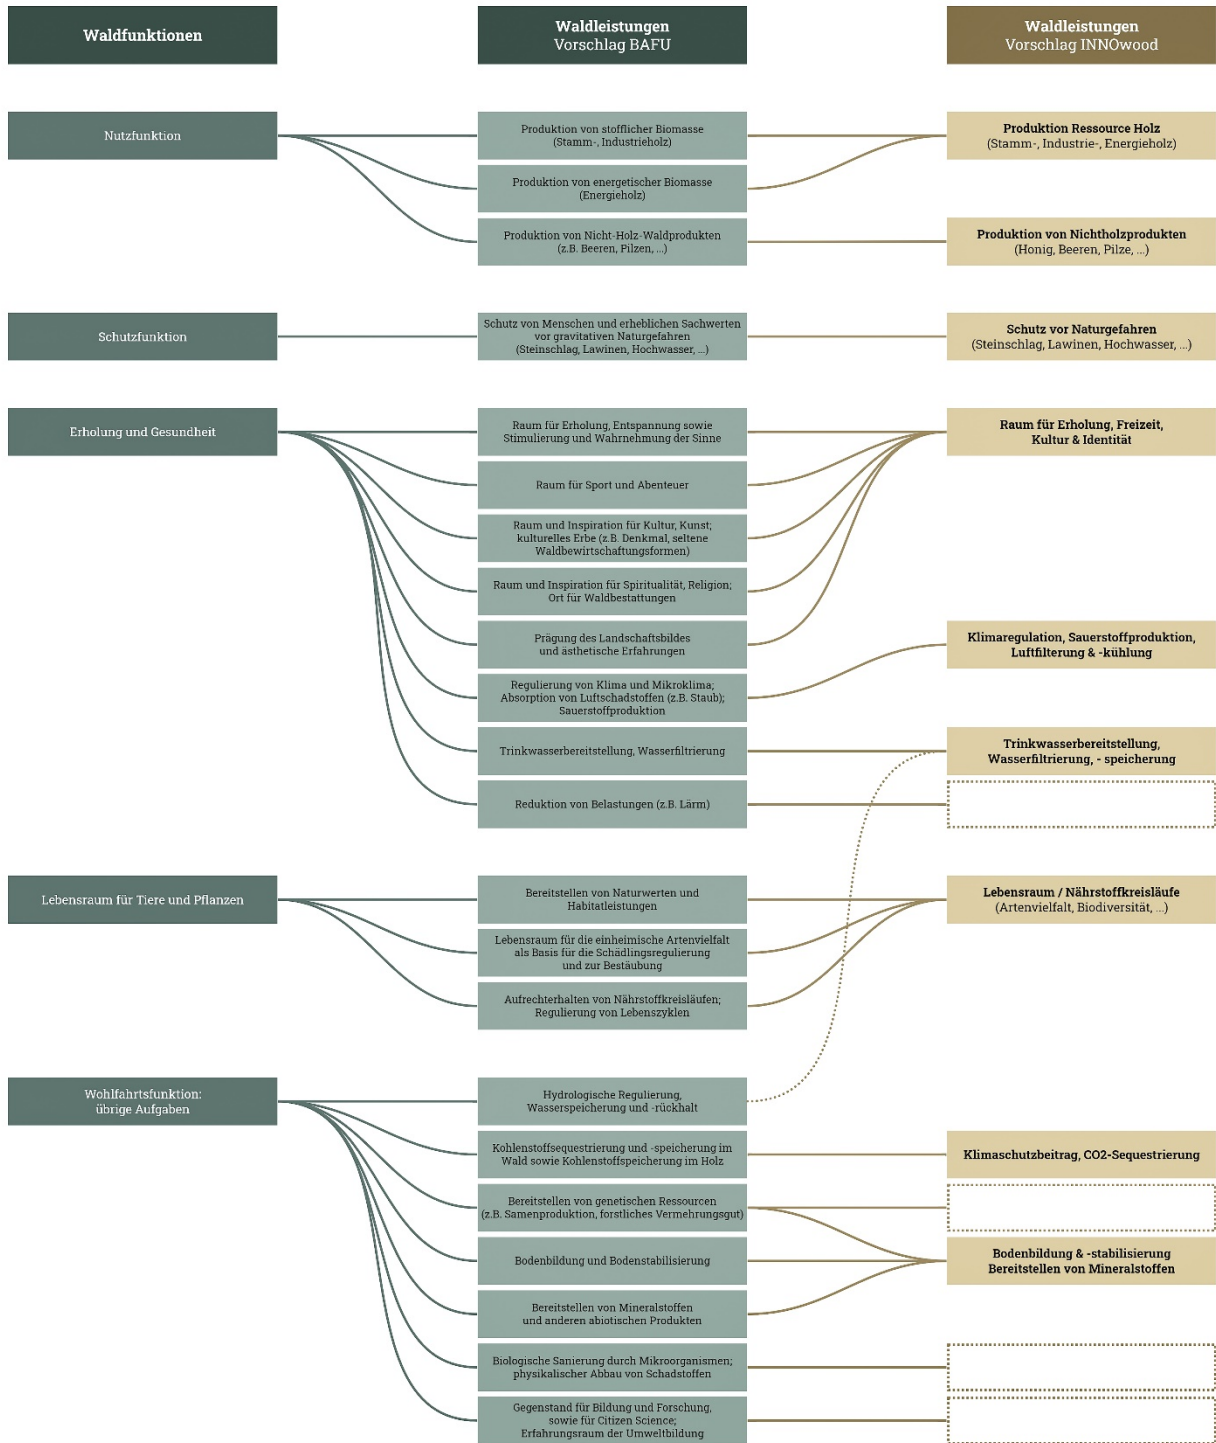 Waldfunktionen
Waldleistungen
Vorschlag BAFU
Waldleistungen
Vorschlag INNOwood
Nutzfunktion
Produktion von stofflicher Biomasse
(Stamm-, Industrieholz)
Produktion Ressource Holz
(Stamm-, Industrie-, Energieholz)
Produktion von energetischer Biomasse
(Energieholz)
Produktion von Nicht-Holz-Waldprodukten
(z.B. Beeren, Pilzen, ...)
Produktion von Nichtholzprodukten
(Honig, Beeren, Pilze, ...)
Schutzfunktion
Schutz von Menschen und erheblichen Sachwerten
vor gravitativen Naturgefahren
(Steinschlag, Lawinen, Hochwasser, ...)
Schutz vor Naturgefahren
(Steinschlag, Lawinen, Hochwasser, ...)
Erholung und Gesundheit
Raum für Erholung, Entspannung sowie
Stimulierung und Wahrnehmung der Sinne
Raum für Erholung, Freizeit,
Kultur & Identität
Raum für Sport und Abenteuer
Raum und Inspiration für Kultur, Kunst;
kulturelles Erbe (z.B. Denkmal, seltene
Waldbewirtschaftungsformen)
Raum und Inspiration für Spiritualität, Religion;
Ort für Waldbestattungen
Prägung des Landschaftsbildes
und ästhetische Erfahrungen
Klimaregulation, Sauerstoffproduktion,
Luftfilterung & -kühlung
Regulierung von Klima und Mikroklima;
Absorption von Luftschadstoffen (z.B. Staub);
Sauerstoffproduktion
Trinkwasserbereitstellung, Wasserfiltrierung
Trinkwasserbereitstellung,
Wasserfiltrierung, - speicherung
Reduktion von Belastungen (z.B. Lärm)
Lebensraum für Tiere und Pflanzen
Bereitstellen von Naturwerten und
Habitatleistungen
Lebensraum / Nährstoffkreisläufe
(Artenvielfalt, Biodiversität, ...)
Lebensraum für die einheimische Artenvielfalt
als Basis für die Schädlingsregulierung
und zur Bestäubung
Aufrechterhalten von Nährstoffkreisläufen;
Regulierung von Lebenszyklen
Wohlfahrtsfunktion:
übrige Aufgaben
Hydrologische Regulierung,
Wasserspeicherung und -rückhalt
Kohlenstoffsequestrierung und -speicherung im
Wald sowie Kohlenstoffspeicherung im Holz
Klimaschutzbeitrag, CO2-Sequestrierung
Bereitstellen von genetischen Ressourcen
(z.B. Samenproduktion, forstliches Vermehrungsgut)
Bodenbildung und Bodenstabilisierung
Bodenbildung & -stabilisierung
Bereitstellen von Mineralstoffen
Bereitstellen von Mineralstoffen
und anderen abiotischen Produkten
Biologische Sanierung durch Mikroorganismen;
physikalischer Abbau von Schadstoffen
Gegenstand für Bildung und Forschung,
sowie für Citizen Science;
Erfahrungsraum der Umweltbildung